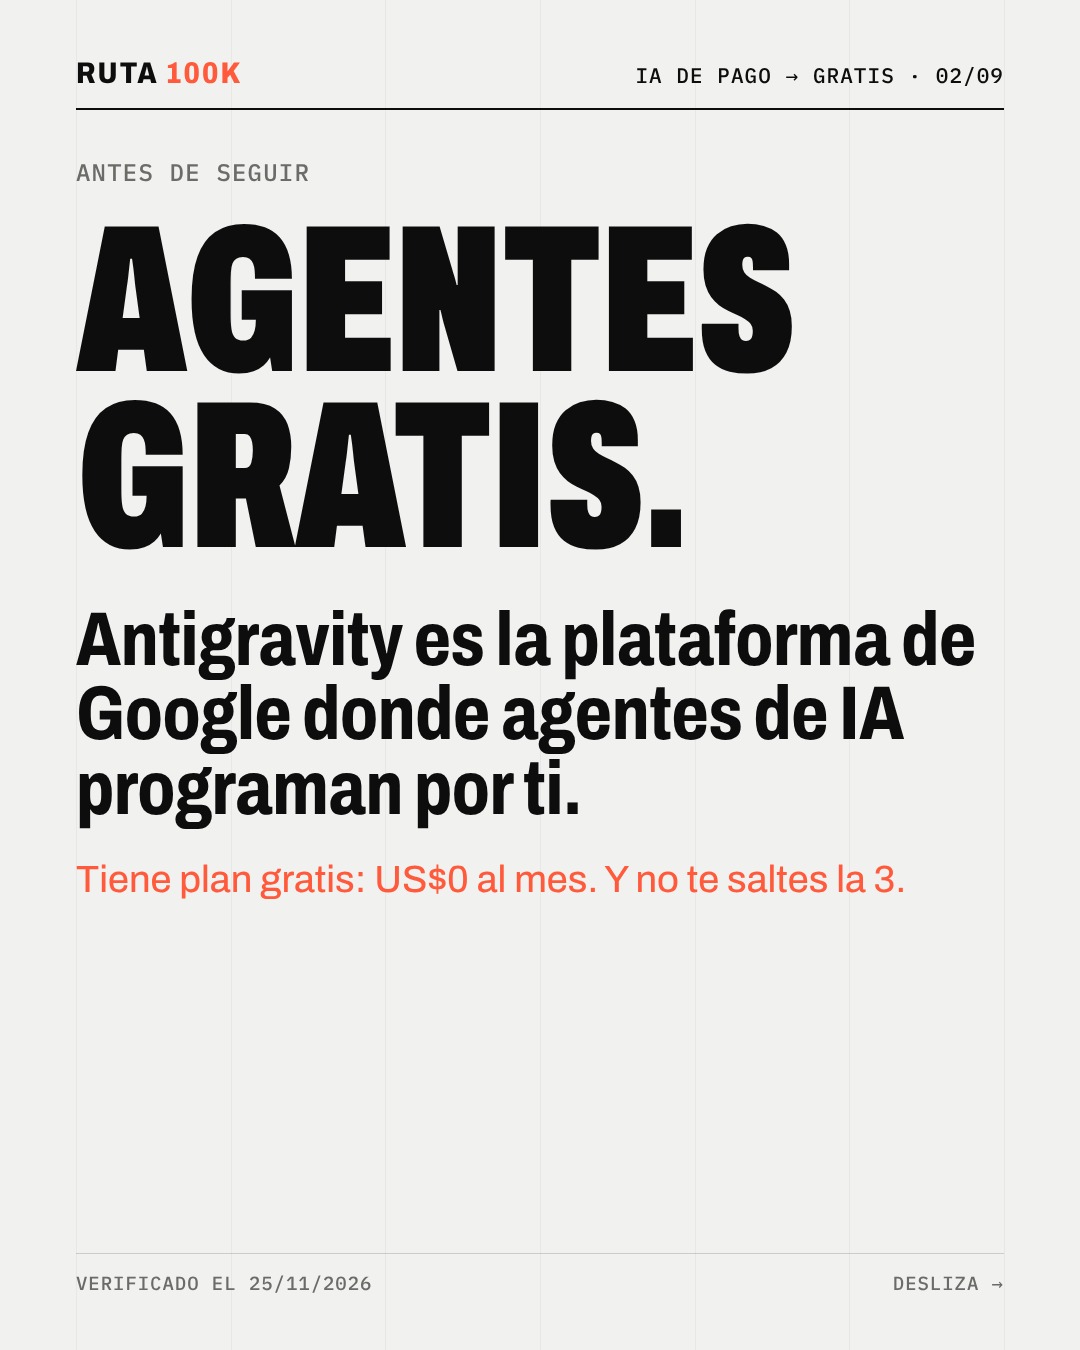 RUTA 100K
IA DE PAGO → GRATIS · 02/09
ANTES DE SEGUIR
AGENTES
GRATIS.
Antigravity es la plataforma de
Google donde agentes de IA
programan por ti.
Tiene plan gratis: US$0 al mes. Y no te saltes la 3.
VERIFICADO EL 25/11/2026
DESLIZA →